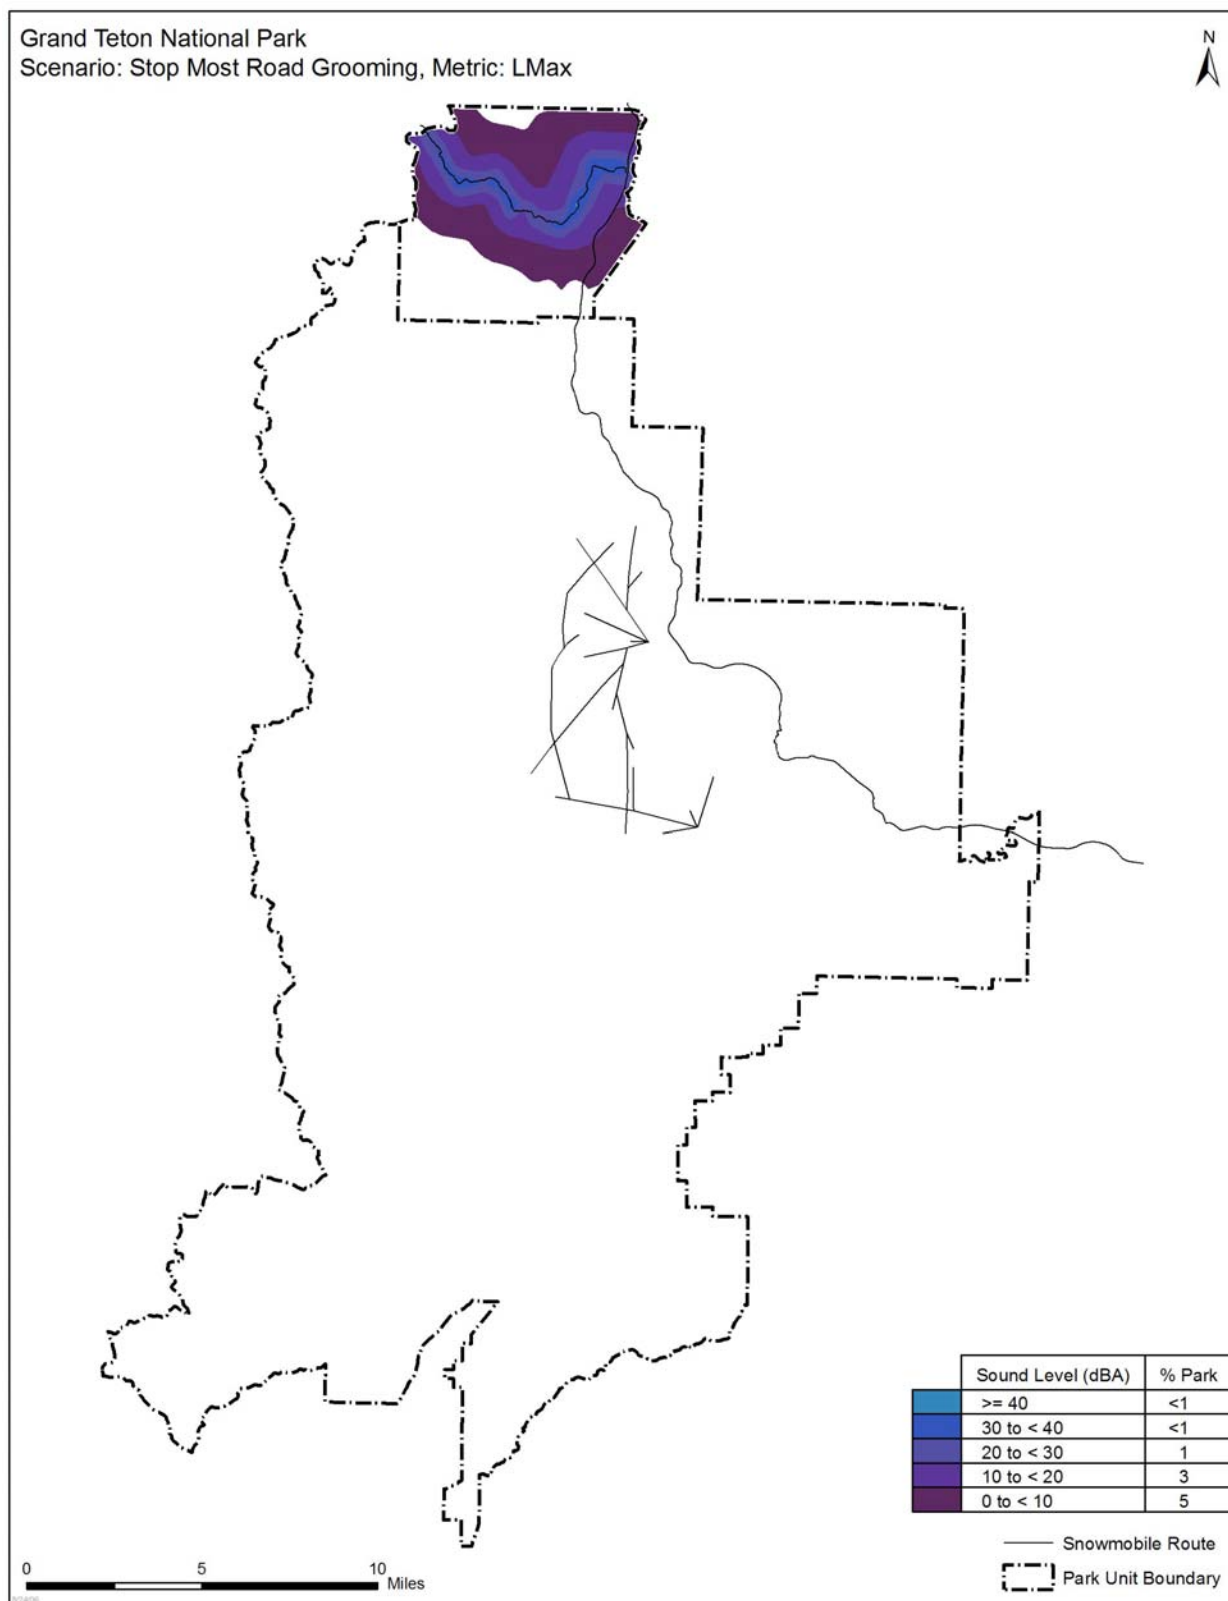 Grand Teton National Park
Scenario: Stop Most Road Grooming, Metric: LMax
N
Sound Level (dBA) % Park
>= 40 <1
30 to < 40 <1
20 to < 30 1
10 to < 20 3
0 to < 10 5
Snowmobile Route
Park Unit Boundary
0 5 10
Miles